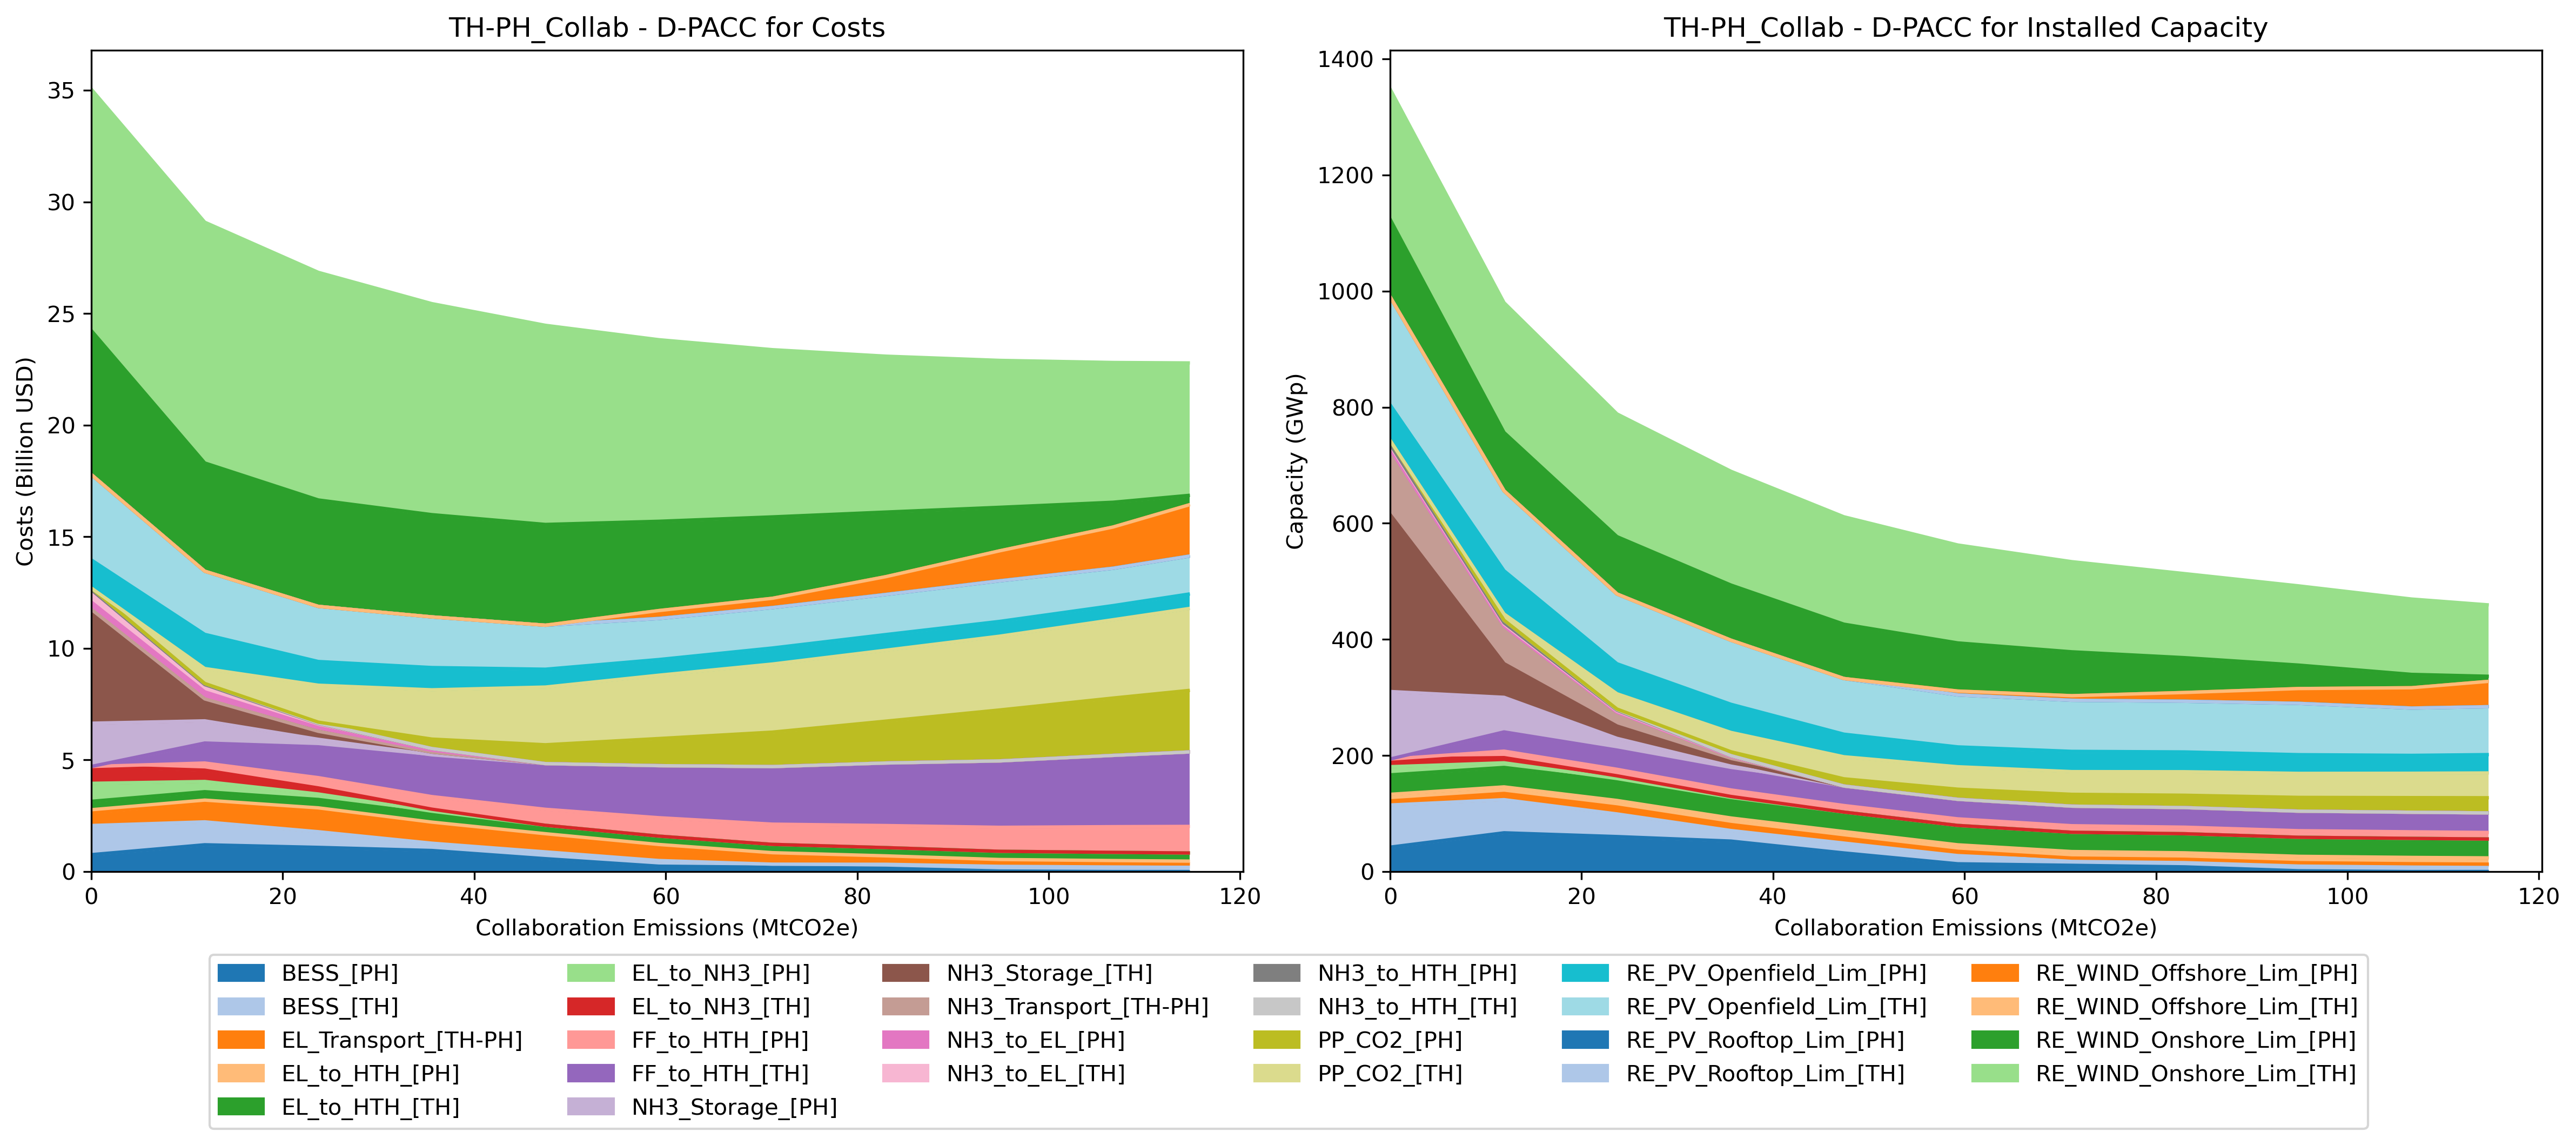 TH-PH_Collab - D-PACC for Costs
Costs (Billion USD)
35
30
25
20
15
10
5
0
0 20 40 60 80 100 120
Collaboration Emissions (MtCO2e)
TH-PH_Collab - D-PACC for Installed Capacity
Capacity (GWp)
1400
1200
1000
800
600
400
200
0
0 20 40 60 80 100 120
Collaboration Emissions (MtCO2e)
BESS_[PH]
BESS_[TH]
EL_Transport_[TH-PH]
EL_to_HTH_[PH]
EL_to_HTH_[TH]
EL_to_NH3_[PH]
EL_to_NH3_[TH]
FF_to_HTH_[PH]
FF_to_HTH_[TH]
NH3_Storage_[PH]
NH3_Storage_[TH]
NH3_Transport_[TH-PH]
NH3_to_EL_[PH]
NH3_to_EL_[TH]
NH3_to_HTH_[PH]
NH3_to_HTH_[TH]
PP_CO2_[PH]
PP_CO2_[TH]
RE_PV_Openfield_Lim_[PH]
RE_PV_Openfield_Lim_[TH]
RE_PV_Rooftop_Lim_[PH]
RE_PV_Rooftop_Lim_[TH]
RE_WIND_Offshore_Lim_[PH]
RE_WIND_Offshore_Lim_[TH]
RE_WIND_Onshore_Lim_[PH]
RE_WIND_Onshore_Lim_[TH]